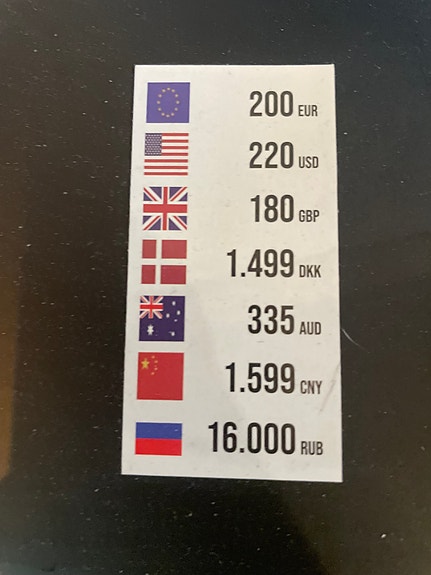 200 EUR
220 USD
180 GBP
1.499 DKK
335 AUD
1.599 CNY
16.000 RUB